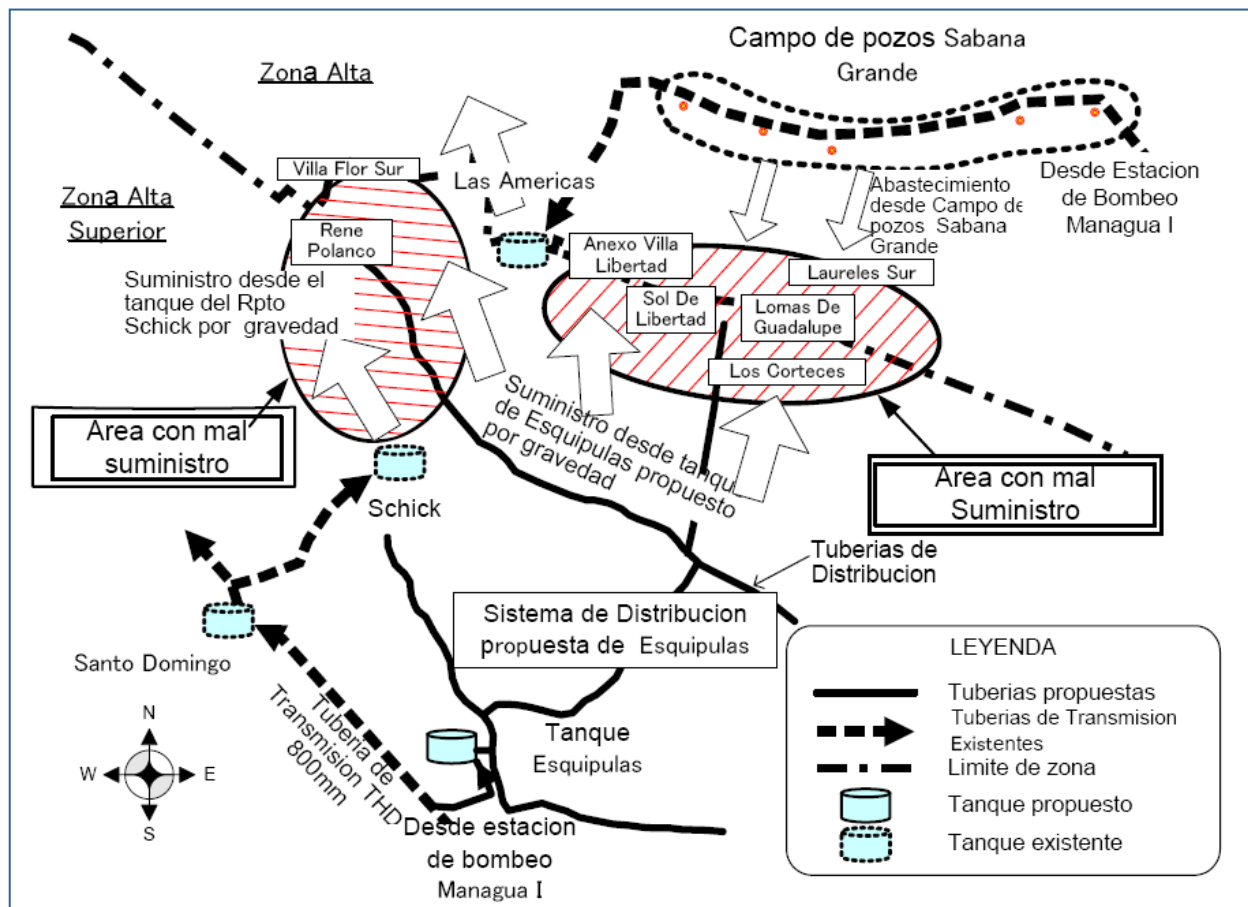 Campo de pozos Sabana
Grande
Zona Alta
Villa Flor Sur
Las Americas
Desde Estacion
de Bombeo
Managua I
Abastecimiento
desde Campo de
pozos Sabana
Grande
Zona Alta
Superior
Rene
Polanco
Anexo Villa
Libertad
Laureles Sur
Suministro desde el
tanque del Rpto
Schick por gravedad
Sol De
Libertad
Lomas De
Guadalupe
Los Corteces
Suministro desde tanque
de Esquipulas propuesto
por gravedad
Area con mal
suministro
Area con mal
Suministro
Schick
Tuberias de
Distribucion
Sistema de Distribucion
propuesta de Esquipulas
Santo Domingo
Tuberia de
Transmision THD
800mm
Tanque
Esquipulas
Desde estacion
de bombeo
Managua I
N
W E
S
LEYENDA
Tuberias propuestas
Tuberias de Transmision
Existentes
Limite de zona
Tanque propuesto
Tanque existente